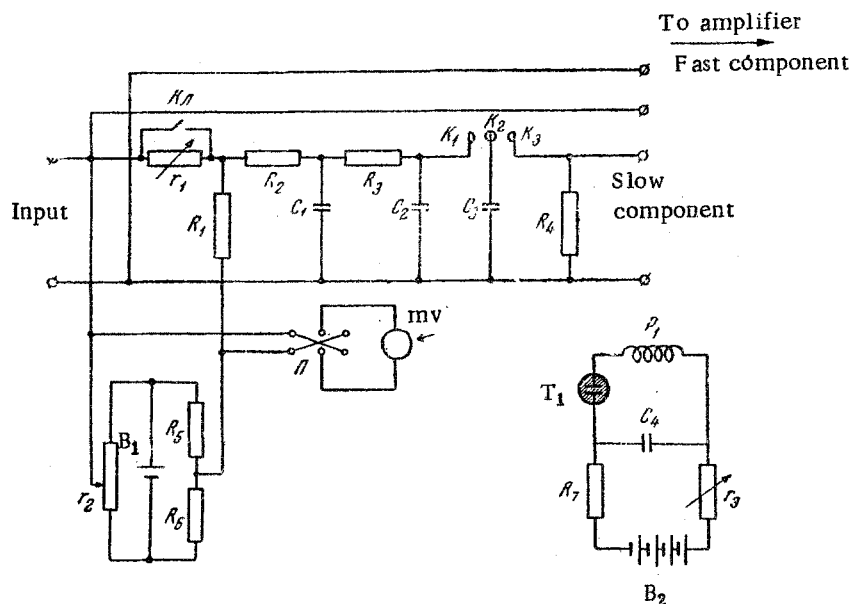 To amplifier
Fast component
Кл
r₁
R₂
R₃
K₁
K₂
K₃
Input
R₁
C₁
C₂
C₃
R₄
Slow
component
mv
П
P₁
T₁
C₄
B₁
R₅
r₂
R₆
R₇
r₃
B₂